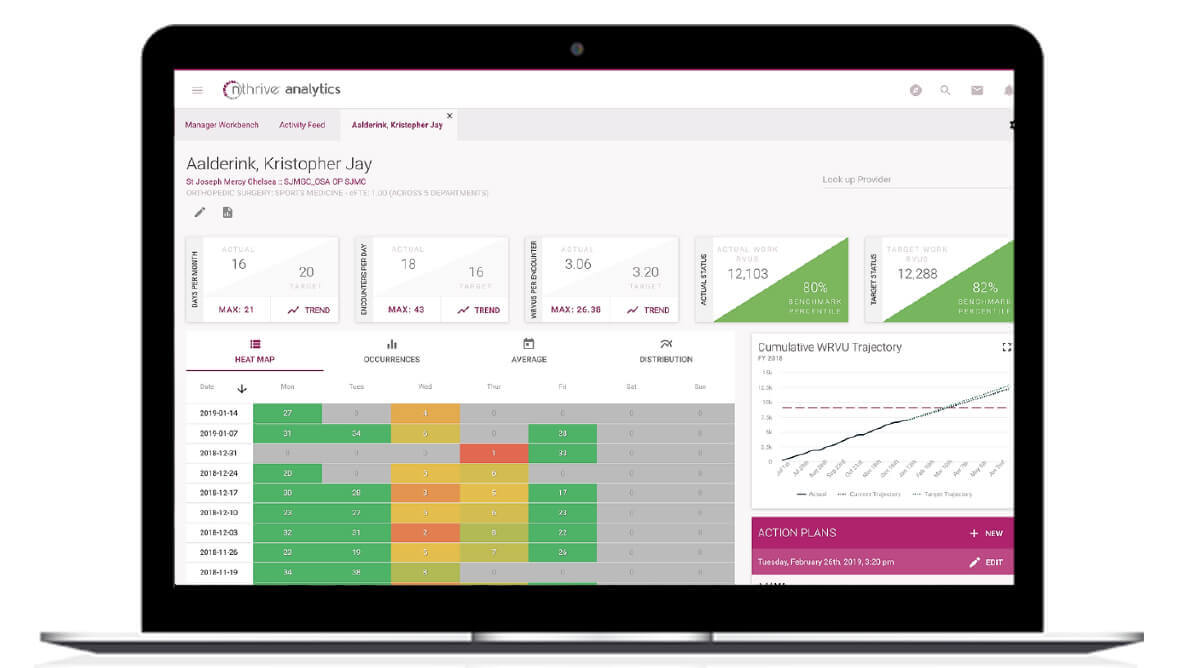 nthrive analytics
Manager Workbench Activity Feed Aalderink, Kristopher Jay X
Aalderink, Kristopher Jay
St Joseph Mercy Chelsea :: SJMGC_OSA OP SJMC
ORTHOPEDIC SURGERY: SPORTS MEDICINE - cFTE: 1.00 (ACROSS 5 DEPARTMENTS)
Look up Provider
DAYS PER MONTH
ACTUAL
16
20
TARGET
MAX: 21 TREND
ENCOUNTERS PER DAY
ACTUAL
18
16
TARGET
MAX: 43 TREND
WRVUS PER ENCOUNTER
ACTUAL
3.06
3.20
TARGET
MAX: 26.38 TREND
ACTUAL STATUS
ACTUAL WORK
RVUS
12,103
80%
BENCHMARK
PERCENTILE
TARGET STATUS
TARGET WORK
RVUS
12,288
82%
BENCHMARK
PERCENTILE
HEAT MAP OCCURRENCES AVERAGE DISTRIBUTION
Date Mon Tues Wed Thur Fri Sat Sun
2019-01-14 27 0 4 0 0 0 0
2019-01-07 31 34 0 28 0 0
2018-12-31 0 0 0 1 33 0 0
2018-12-24 20 0 5 6 0 0 0
2018-12-17 30 28 3 5 17 0 0
2018-12-10 23 27 5 6 23 0 0
2018-12-03 32 31 2 8 22 0 0
2018-11-26 19 5 7 26 0 0
2018-11-19 34 38 8 0 0 0 0
Cumulative WRVU Trajectory
FY 2018
15k
12.5k
10k
7.5k
5k
2.5k
0
Actual Current Trajectory Target Trajectory
ACTION PLANS + NEW
Tuesday, February 26th, 2019, 3:20 pm EDIT